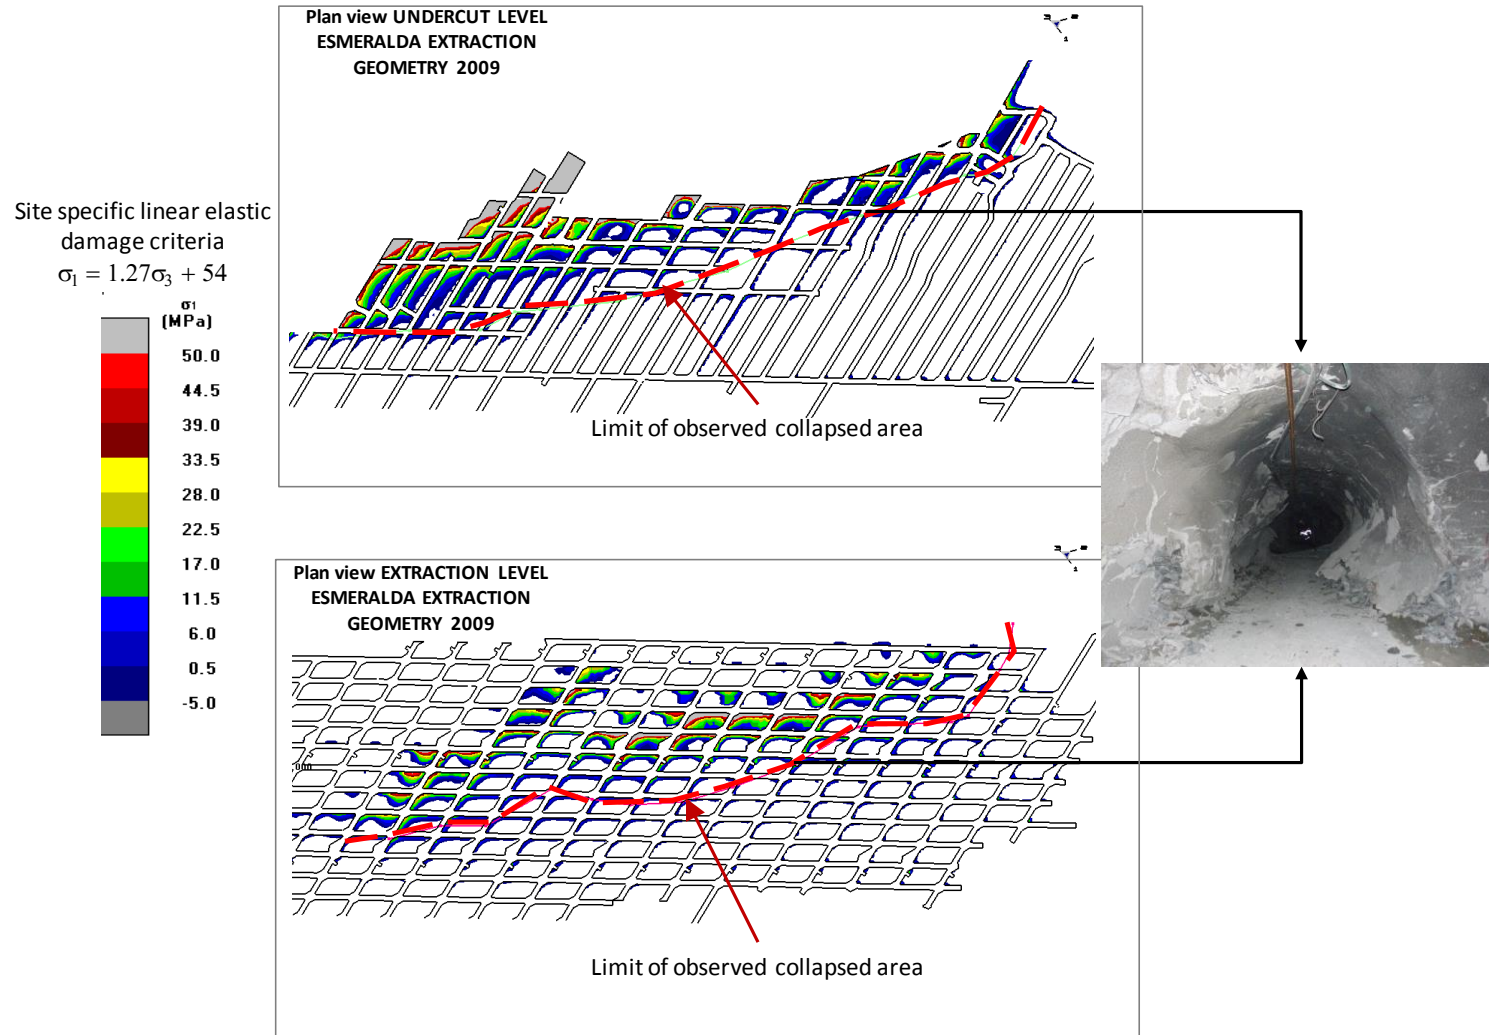 Plan view UNDERCUT LEVEL
ESMERALDA EXTRACTION
GEOMETRY 2009
Site specific linear elastic
damage criteria
σ₁ = 1.27σ₃ + 54
σ1
(MPa)
50.0
44.5
39.0
33.5
28.0
22.5
17.0
11.5
6.0
0.5
-5.0
Limit of observed collapsed area
Plan view EXTRACTION LEVEL
ESMERALDA EXTRACTION
GEOMETRY 2009
Limit of observed collapsed area